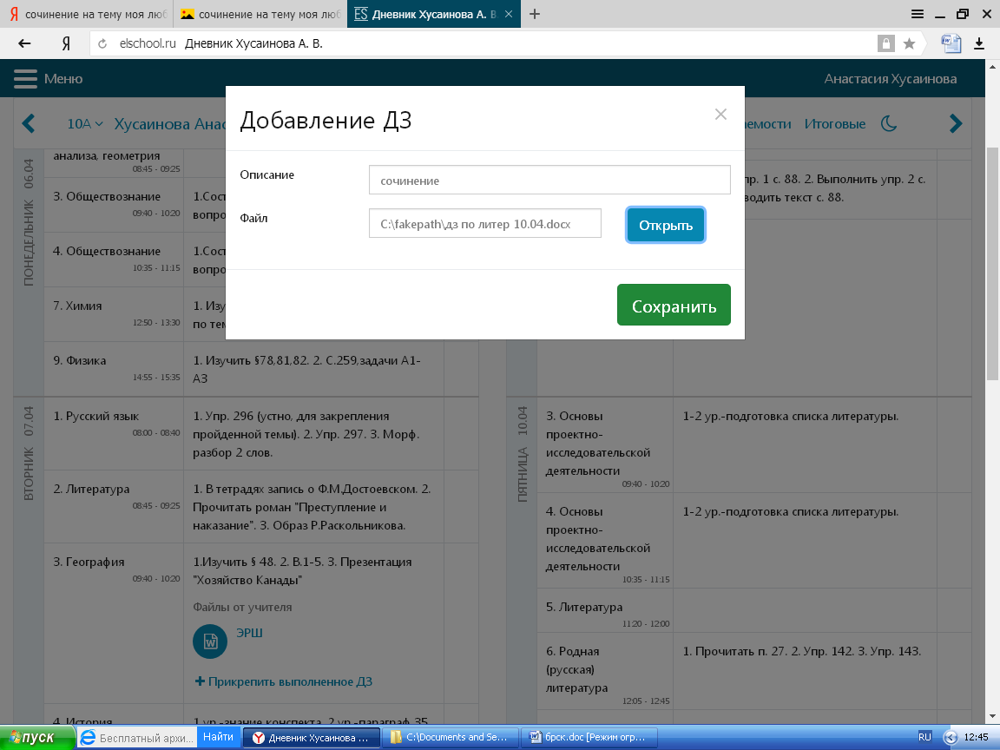 сочинение на тему моя люб
сочинение на тему моя люб
Дневник Хусаинова А. В
elschool.ru Дневник Хусаинова А. В.
Меню
Анастасия Хусаинова
10А
Хусаинова Анас
аемости
Итоговые
Добавление ДЗ
Описание
сочинение
Файл
C:\fakepath\дз по литер 10.04.docx
Открыть
Сохранить
ПОНЕДЕЛЬНИК 06.04
анализа, геометрия
08:45 - 09:25
3. Обществознание
09:40 - 10:20
1.Сост
вопро
4. Обществознание
10:35 - 11:15
1.Сост
вопро
7. Химия
12:50 - 13:30
1. Изу
по тем
9. Физика
14:55 - 15:35
1. Изучить §78,81,82. 2. С.259,задачи А1-
А3
ВТОРНИК 07.04
1. Русский язык
08:00 - 08:40
1. Упр. 296 (устно, для закрепления
пройденной темы). 2. Упр. 297. 3. Морф.
разбор 2 слов.
2. Литература
08:45 - 09:25
1. В тетрадях запись о Ф.М.Достоевском. 2.
Прочитать роман "Преступление и
наказание". 3. Образ Р.Раскольникова.
3. География
09:40 - 10:20
1.Изучить § 48. 2. В.1-5. 3. Презентация
"Хозяйство Канады"
Файлы от учителя
ЭРШ
Прикрепить выполненное ДЗ
4. История
1 ур.-знание конспекта. 2 ур.-параграф 35
пр. 1 с. 88. 2. Выполнить упр. 2 с.
водить текст с. 88.
ПЯТНИЦА 10.04
3. Основы
проектно-
исследовательской
деятельности
09:40 - 10:20
1-2 ур.-подготовка списка литературы.
4. Основы
проектно-
исследовательской
деятельности
10:35 - 11:15
1-2 ур.-подготовка списка литературы.
5. Литература
11:20 - 12:00
6. Родная
(русская)
литература
12:05 - 12:45
1. Прочитать п. 27. 2. Упр. 142. 3. Упр. 143.
пуск
Бесплатный архи...
Найти
Дневник Хусаинова ...
C:\Documents and Se...
брск.doc [Режим огр...
RU
12:45